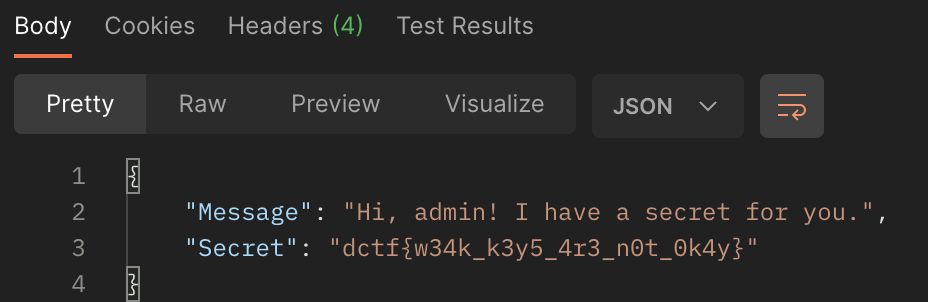 Body Cookies Headers (4) Test Results
Pretty Raw Preview Visualize JSON
1 {
2 "Message": "Hi, admin! I have a secret for you.",
3 "Secret": "dctf{w34k_k3y5_4r3_n0t_0k4y}"
4 }